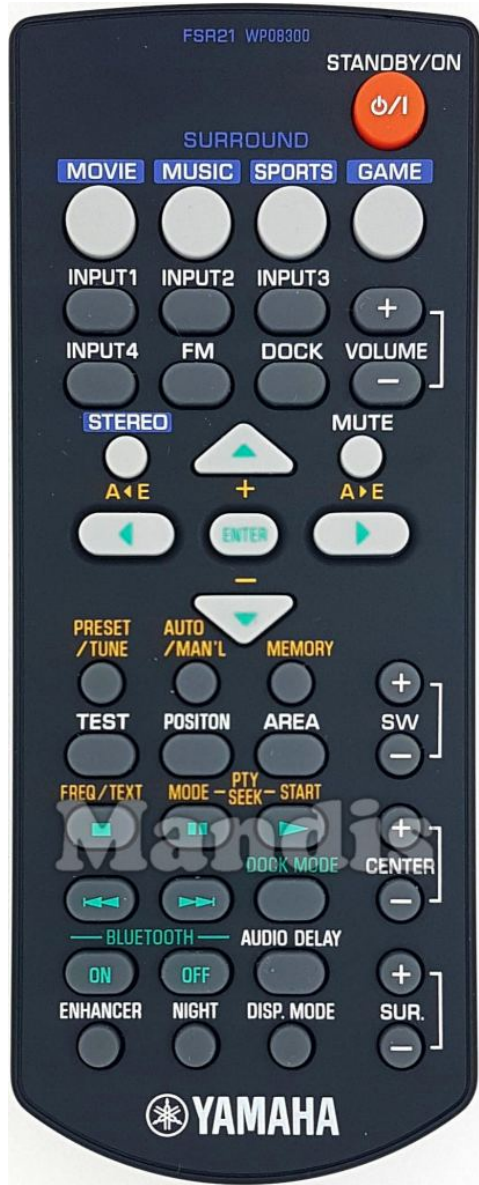 FSR21 WP08300
STANDBY/ON
⏻/I
SURROUND
MOVIE MUSIC SPORTS GAME
INPUT1 INPUT2 INPUT3
+
INPUT4 FM DOCK VOLUME
–
STEREO MUTE
A◂E + A▸E
ENTER
–
PRESET /TUNE AUTO /MAN'L MEMORY
+
TEST POSITON AREA SW
–
FREQ/TEXT MODE – PTY SEEK – START
Mandis
+
DOCK MODE CENTER
–
BLUETOOTH AUDIO DELAY
ON OFF +
ENHANCER NIGHT DISP. MODE SUR.
–
YAMAHA